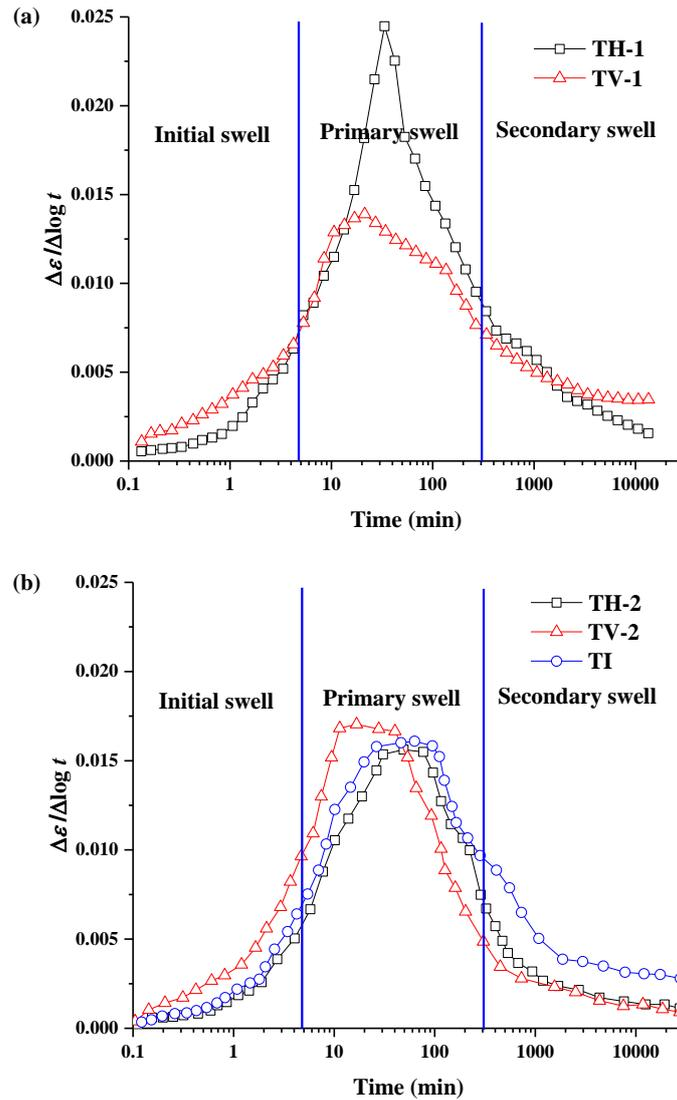 (a)
0.025
0.020
0.015
0.010
0.005
0.000
Δε/Δlog t
TH-1
TV-1
Initial swell
Primary swell
Secondary swell
0.1 1 10 100 1000 10000
Time (min)
(b)
0.025
0.020
0.015
0.010
0.005
0.000
Δε/Δlog t
TH-2
TV-2
TI
Initial swell
Primary swell
Secondary swell
0.1 1 10 100 1000 10000
Time (min)